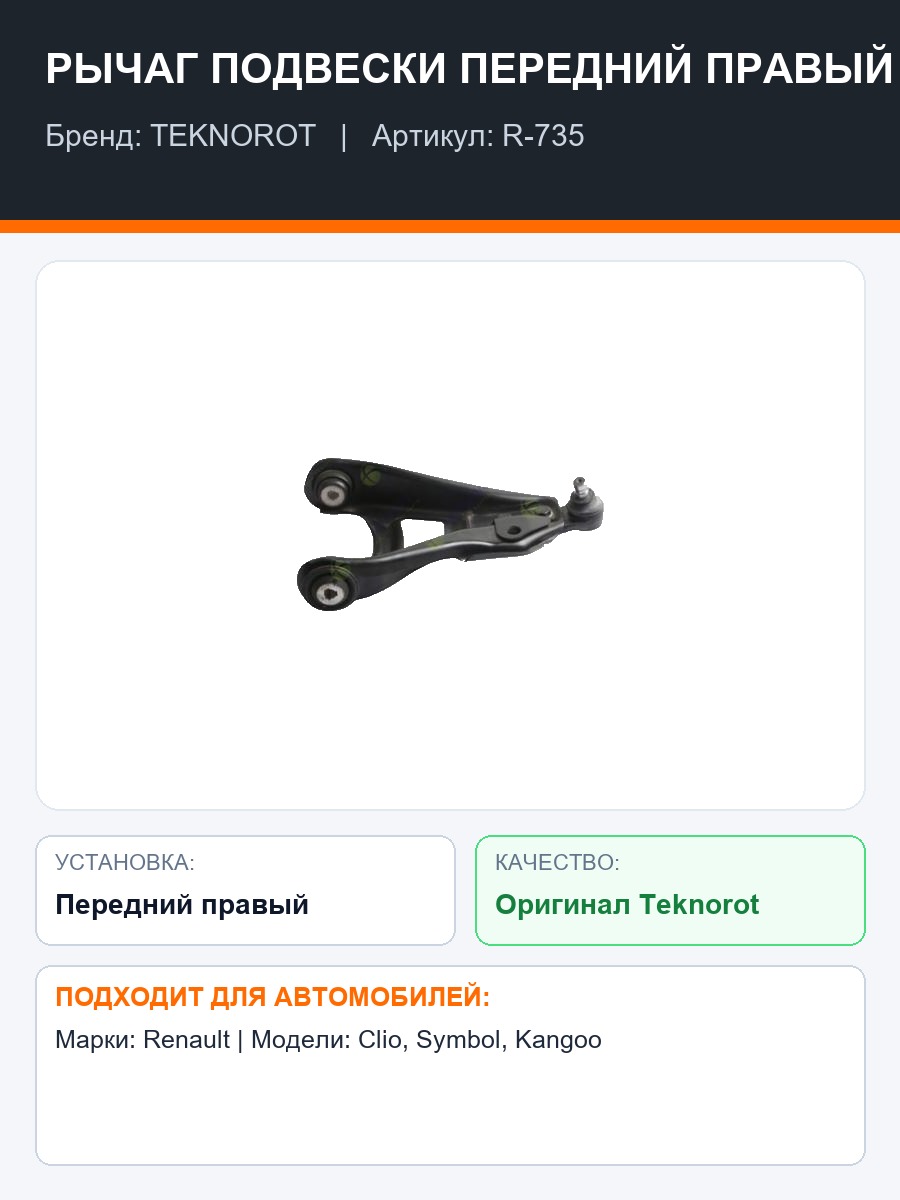 РЫЧАГ ПОДВЕСКИ ПЕРЕДНИЙ ПРАВЫЙ
Бренд: TEKNOROT | Артикул: R-735
УСТАНОВКА:
Передний правый
КАЧЕСТВО:
Оригинал Teknorot
ПОДХОДИТ ДЛЯ АВТОМОБИЛЕЙ:
Марки: Renault | Модели: Clio, Symbol, Kangoo